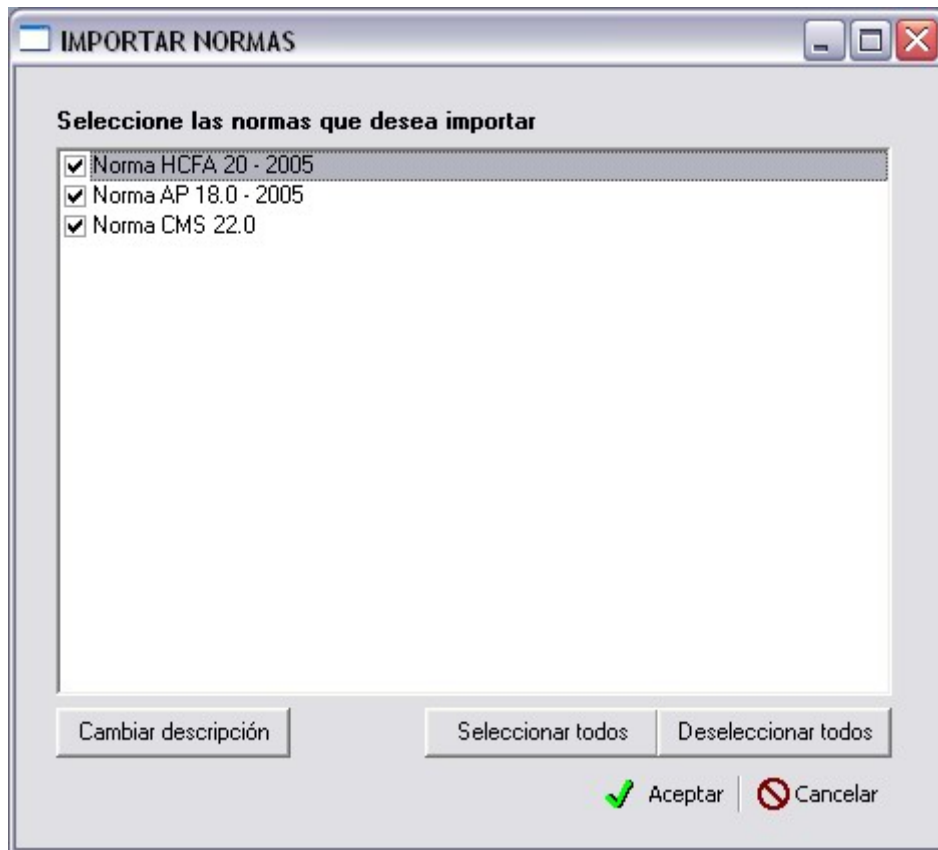 IMPORTAR NORMAS
Seleccione las normas que desea importar
Norma HCFA 20 - 2005
Norma AP 18.0 - 2005
Norma CMS 22.0
Cambiar descripción
Seleccionar todos
Deseleccionar todos
Aceptar
Cancelar